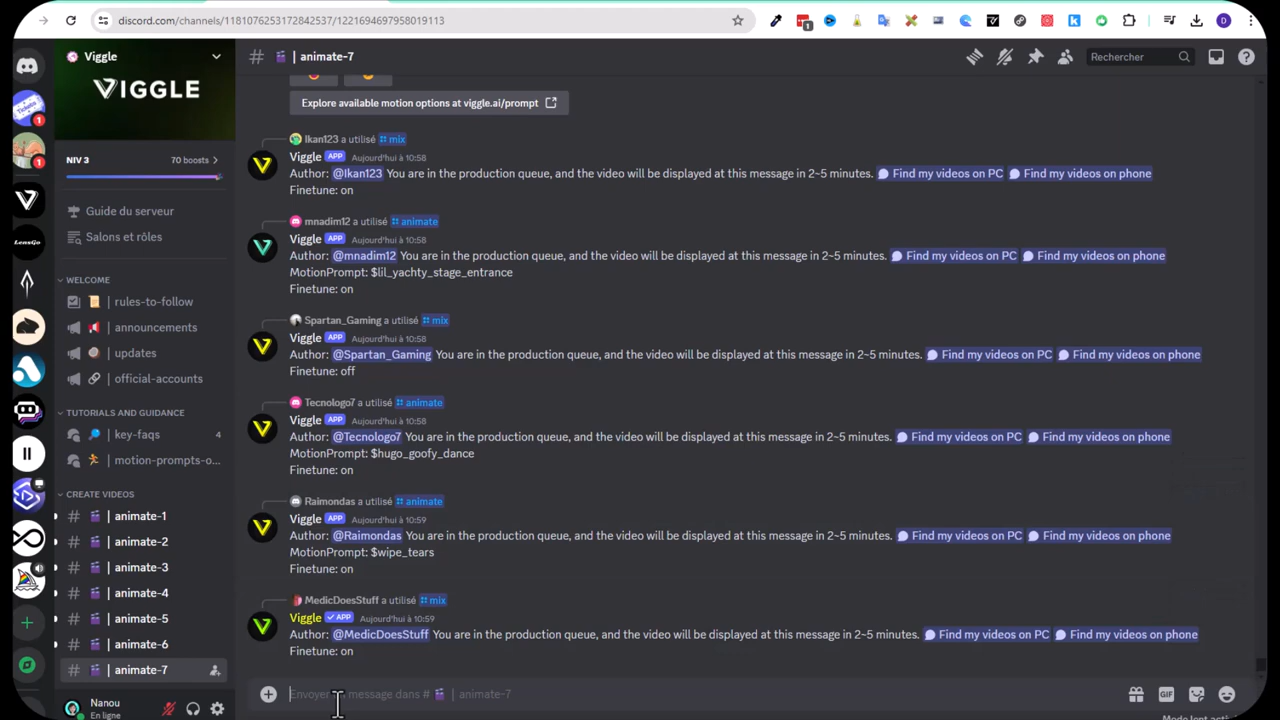 discord.com/channels/1181076253172842537/1221694697958019113
1
D
Viggle
VIGGLE
# | animate-7
Rechercher
NIV 3
70 boosts >
Guide du serveur
Salons et rôles
WELCOME
| rules-to-follow
| announcements
| updates
| official-accounts
TUTORIALS AND GUIDANCE
| key-faqs
4
| motion-prompts-o...
CREATE VIDEOS
# | animate-1
# | animate-2
# | animate-3
# | animate-4
# | animate-5
# | animate-6
# | animate-7
Nanou
En ligne
Tickets
1
1
LensGo
Explore available motion options at viggle.ai/prompt
Ikan123 a utilisé mix
Viggle APP Aujourd'hui à 10:58
Author: @Ikan123 You are in the production queue, and the video will be displayed at this message in 2~5 minutes. Find my videos on PC Find my videos on phone
Finetune: on
mnadim12 a utilisé animate
Viggle APP Aujourd'hui à 10:58
Author: @mnadim12 You are in the production queue, and the video will be displayed at this message in 2~5 minutes. Find my videos on PC Find my videos on phone
MotionPrompt: $lil_yachty_stage_entrance
Finetune: on
Spartan_Gaming a utilisé mix
Viggle APP Aujourd'hui à 10:58
Author: @Spartan_Gaming You are in the production queue, and the video will be displayed at this message in 2~5 minutes. Find my videos on PC Find my videos on phone
Finetune: off
Tecnologo7 a utilisé animate
Viggle APP Aujourd'hui à 10:58
Author: @Tecnologo7 You are in the production queue, and the video will be displayed at this message in 2~5 minutes. Find my videos on PC Find my videos on phone
MotionPrompt: $hugo_goofy_dance
Finetune: on
Raimondas a utilisé animate
Viggle APP Aujourd'hui à 10:59
Author: @Raimondas You are in the production queue, and the video will be displayed at this message in 2~5 minutes. Find my videos on PC Find my videos on phone
MotionPrompt: $wipe_tears
Finetune: on
MedicDoesStuff a utilisé mix
Viggle APP Aujourd'hui à 10:59
Author: @MedicDoesStuff You are in the production queue, and the video will be displayed at this message in 2~5 minutes. Find my videos on PC Find my videos on phone
Finetune: on
Envoyer un message dans # | animate-7
GIF
Mode lent